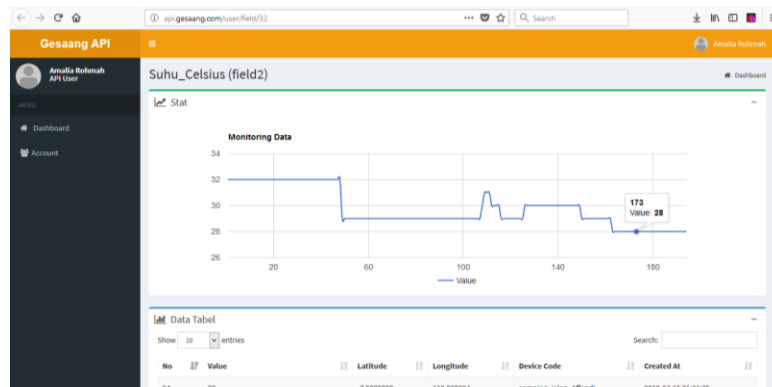 api.gesaang.com/user/field/32
Search
Gesaang API
Amalia Rohmah
Amalia Rohmah
API User
MENU
Dashboard
Account
Suhu_Celsius (field2)
Dashboard
Stat
Monitoring Data
34
32
30
28
26
173
Value: 28
20
60
100
140
180
Value
Data Tabel
Show 10 entries
Search:
No Value Latitude Longitude Device Code Created At